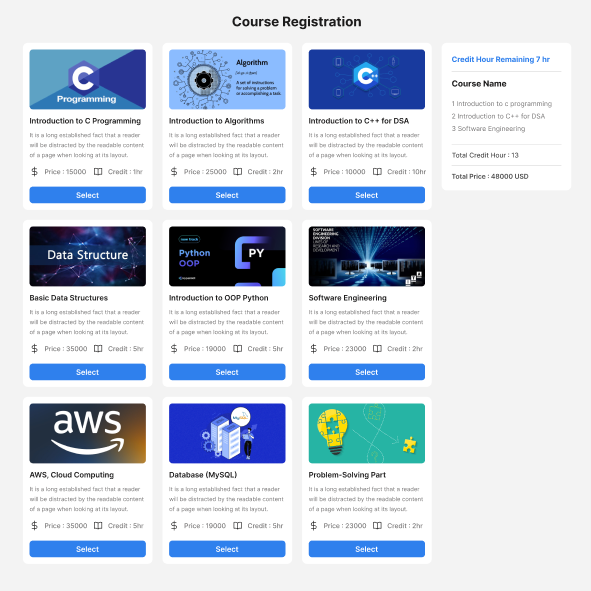 Course Registration
C
Programming
Introduction to C Programming
It is a long established fact that a reader
will be distracted by the readable content
of a page when looking at its layout.
Price : 15000
Credit : 1hr
Select
Algorithm
A set of instructions
for solving a problem
or accomplishing a task.
Introduction to Algorithms
It is a long established fact that a reader
will be distracted by the readable content
of a page when looking at its layout.
Price : 25000
Credit : 2hr
Select
C++
Introduction to C++ for DSA
It is a long established fact that a reader
will be distracted by the readable content
of a page when looking at its layout.
Price : 10000
Credit : 10hr
Select
Credit Hour Remaining 7 hr
Course Name
1 Introduction to c programming
2 Introduction to C++ for DSA
3 Software Engineering
Total Credit Hour : 13
Total Price : 48000 USD
Data Structure
Basic Data Structures
It is a long established fact that a reader
will be distracted by the readable content
of a page when looking at its layout.
Price : 35000
Credit : 5hr
Select
new track
Python
OOP
PY
Introduction to OOP Python
It is a long established fact that a reader
will be distracted by the readable content
of a page when looking at its layout.
Price : 19000
Credit : 5hr
Select
SOFTWARE
ENGINEERING
DIVISION
LINES OF
RESEARCH AND
DEVELOPMENT
Software Engineering
It is a long established fact that a reader
will be distracted by the readable content
of a page when looking at its layout.
Price : 23000
Credit : 2hr
Select
aws
AWS, Cloud Computing
It is a long established fact that a reader
will be distracted by the readable content
of a page when looking at its layout.
Price : 35000
Credit : 5hr
Select
MySQL
Database (MySQL)
It is a long established fact that a reader
will be distracted by the readable content
of a page when looking at its layout.
Price : 19000
Credit : 5hr
Select
Problem-Solving Part
It is a long established fact that a reader
will be distracted by the readable content
of a page when looking at its layout.
Price : 23000
Credit : 2hr
Select